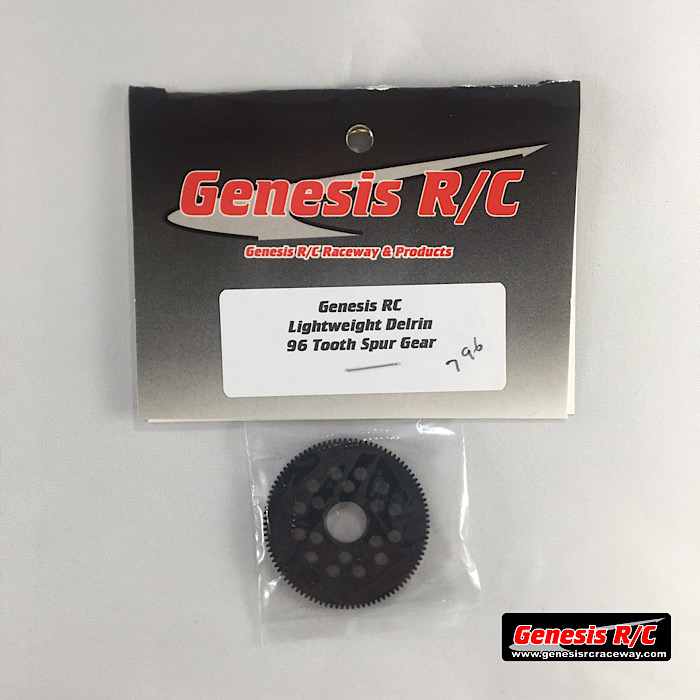 Genesis R/C
Genesis R/C Raceway & Products
Genesis RC
Lightweight Delrin
96 Tooth Spur Gear
796
Genesis R/C
www.genesisrcraceway.com